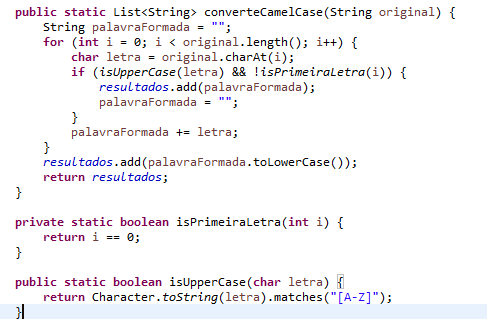 public static List<String> converteCamelCase(String original) {
    String palavraFormada = "";
    for (int i = 0; i < original.length(); i++) {
        char letra = original.charAt(i);
        if (isUpperCase(letra) && !isPrimeiraLetra(i)) {
            resultados.add(palavraFormada);
            palavraFormada = "";
        }
        palavraFormada += letra;
    }
    resultados.add(palavraFormada.toLowerCase());
    return resultados;
}

private static boolean isPrimeiraLetra(int i) {
    return i == 0;
}

public static boolean isUpperCase(char letra) {
    return Character.toString(letra).matches("[A-Z]");
}